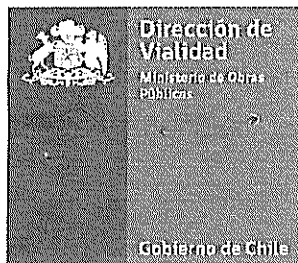 Dirección de
Vialidad
Ministerio de Obras
Públicas
Gobierno de Chile